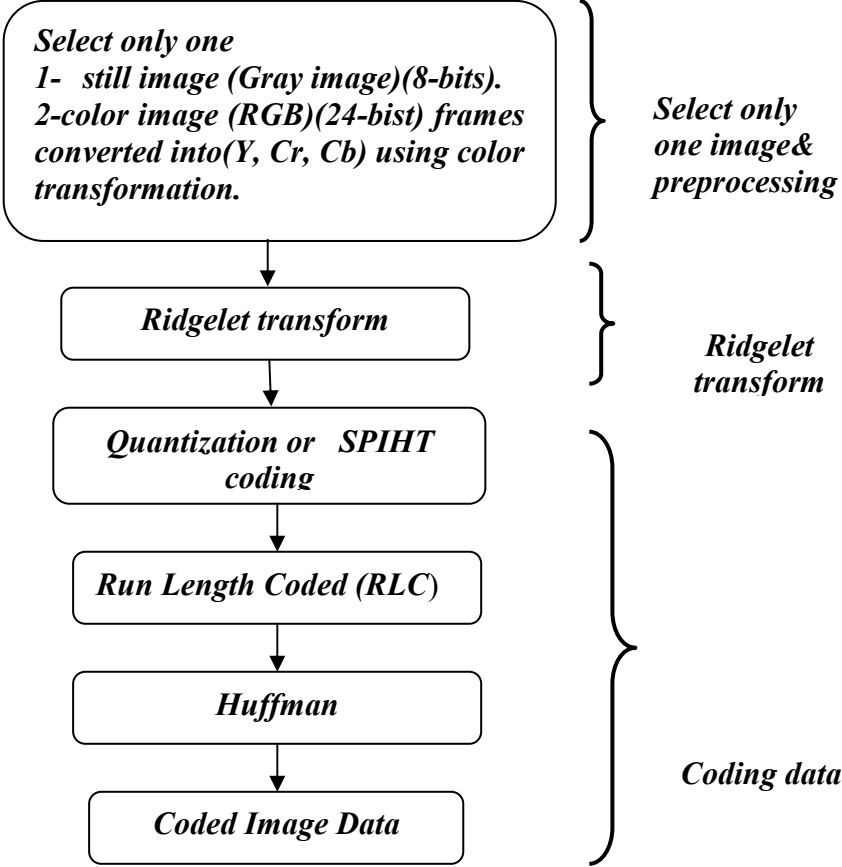 Select only one
1- still image (Gray image)(8-bits).
2-color image (RGB)(24-bist) frames
converted into(Y, Cr, Cb) using color
transformation.
Select only
one image&
preprocessing
Ridgelet transform
Ridgelet
transform
Quantization or SPIHT
coding
Run Length Coded (RLC)
Huffman
Coding data
Coded Image Data